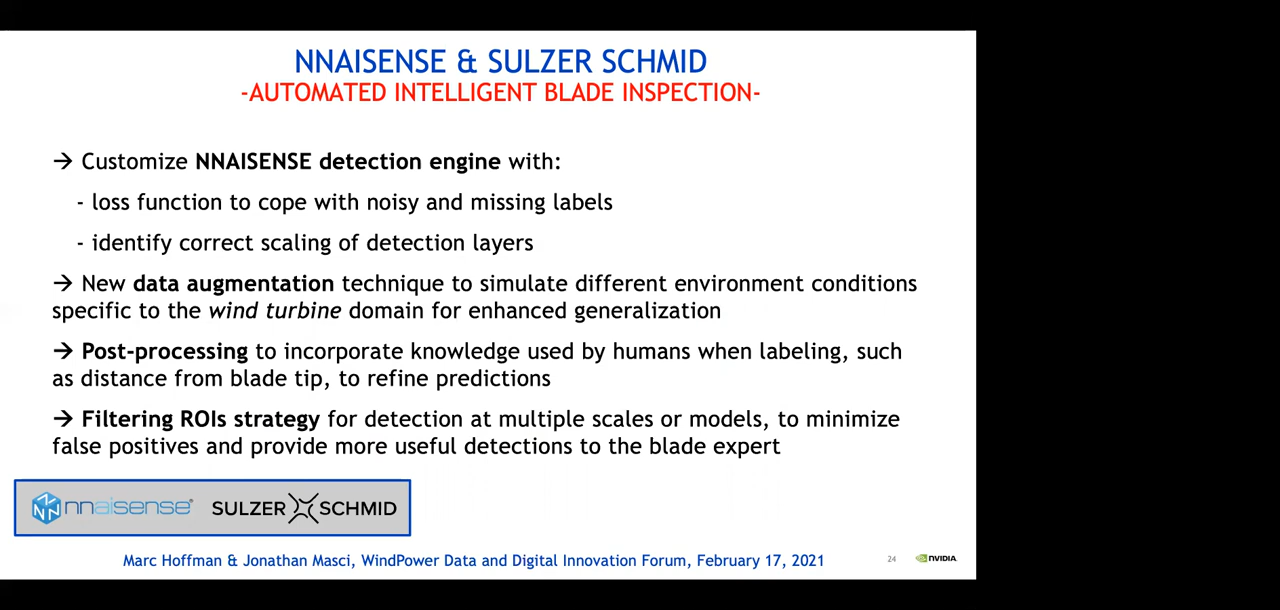 NNAISENSE & SULZER SCHMID
-AUTOMATED INTELLIGENT BLADE INSPECTION-
→ Customize NNAISENSE detection engine with:
- loss function to cope with noisy and missing labels
- identify correct scaling of detection layers
→ New data augmentation technique to simulate different environment conditions
specific to the wind turbine domain for enhanced generalization
→ Post-processing to incorporate knowledge used by humans when labeling, such
as distance from blade tip, to refine predictions
→ Filtering ROIs strategy for detection at multiple scales or models, to minimize
false positives and provide more useful detections to the blade expert
NNN nnaisense SULZER SCHMID
Marc Hoffman & Jonathan Masci, WindPower Data and Digital Innovation Forum, February 17, 2021
24 NVIDIA